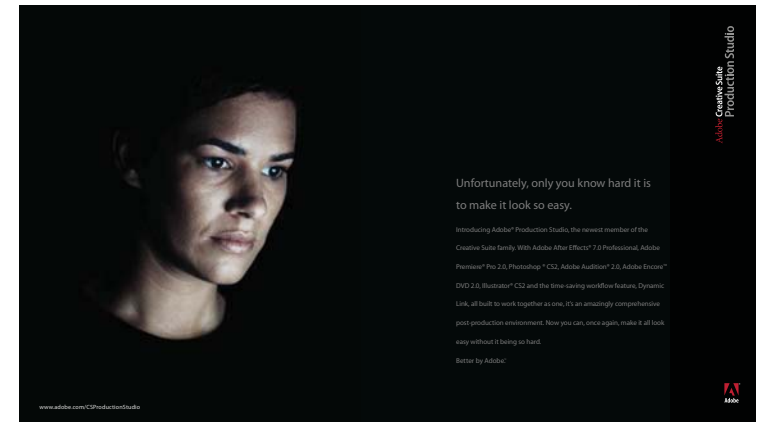 Adobe Creative Suite
Production Studio
Unfortunately, only you know hard it is
to make it look so easy.
Introducing Adobe® Production Studio, the newest member of the
Creative Suite family. With Adobe After Effects® 7.0 Professional, Adobe
Premiere® Pro 2.0, Photoshop ® CS2, Adobe Audition® 2.0, Adobe Encore™
DVD 2.0, Illustrator® CS2 and the time-saving workflow feature, Dynamic
Link, all built to work together as one, it's an amazingly comprehensive
post-production environment. Now you can, once again, make it all look
easy without it being so hard.
Better by Adobe.™
www.adobe.com/CSProductionStudio
Adobe